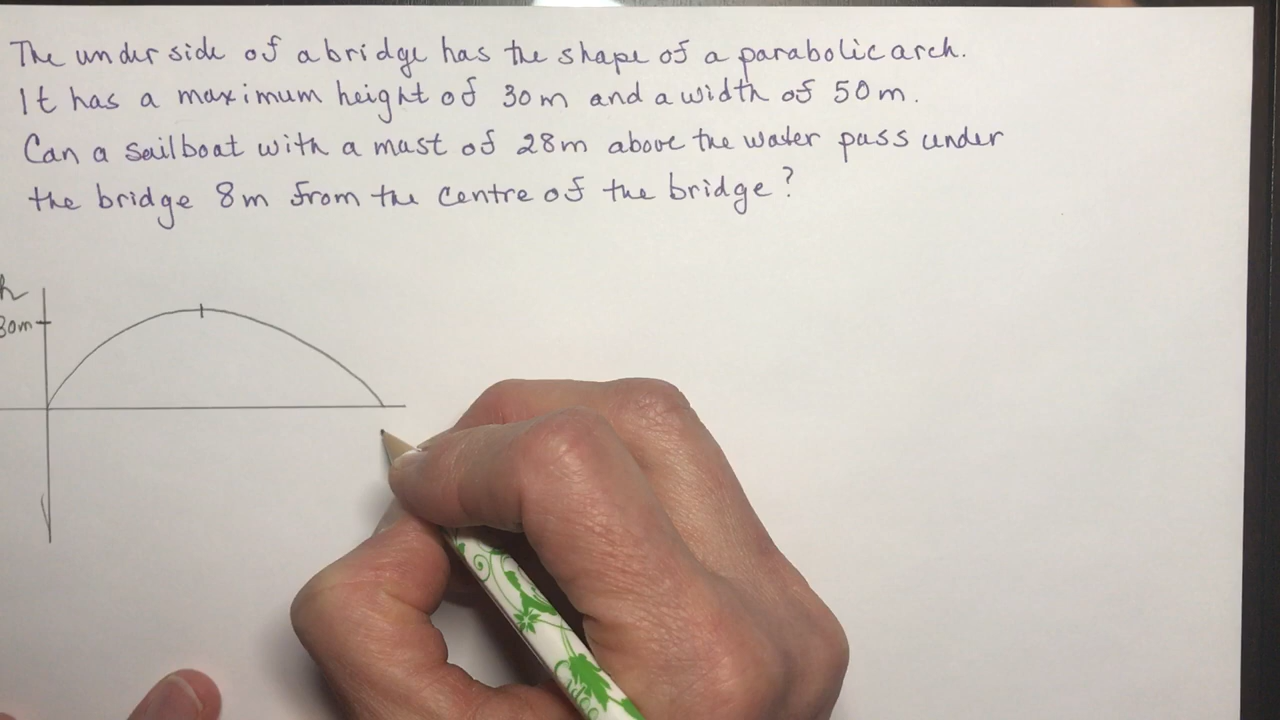 The under side of a bridge has the shape of a parabolic arch.
It has a maximum height of 30m and a width of 50m.
Can a sailboat with a mast of 28m above the water pass under
the bridge 8m from the centre of the bridge?
h
30m